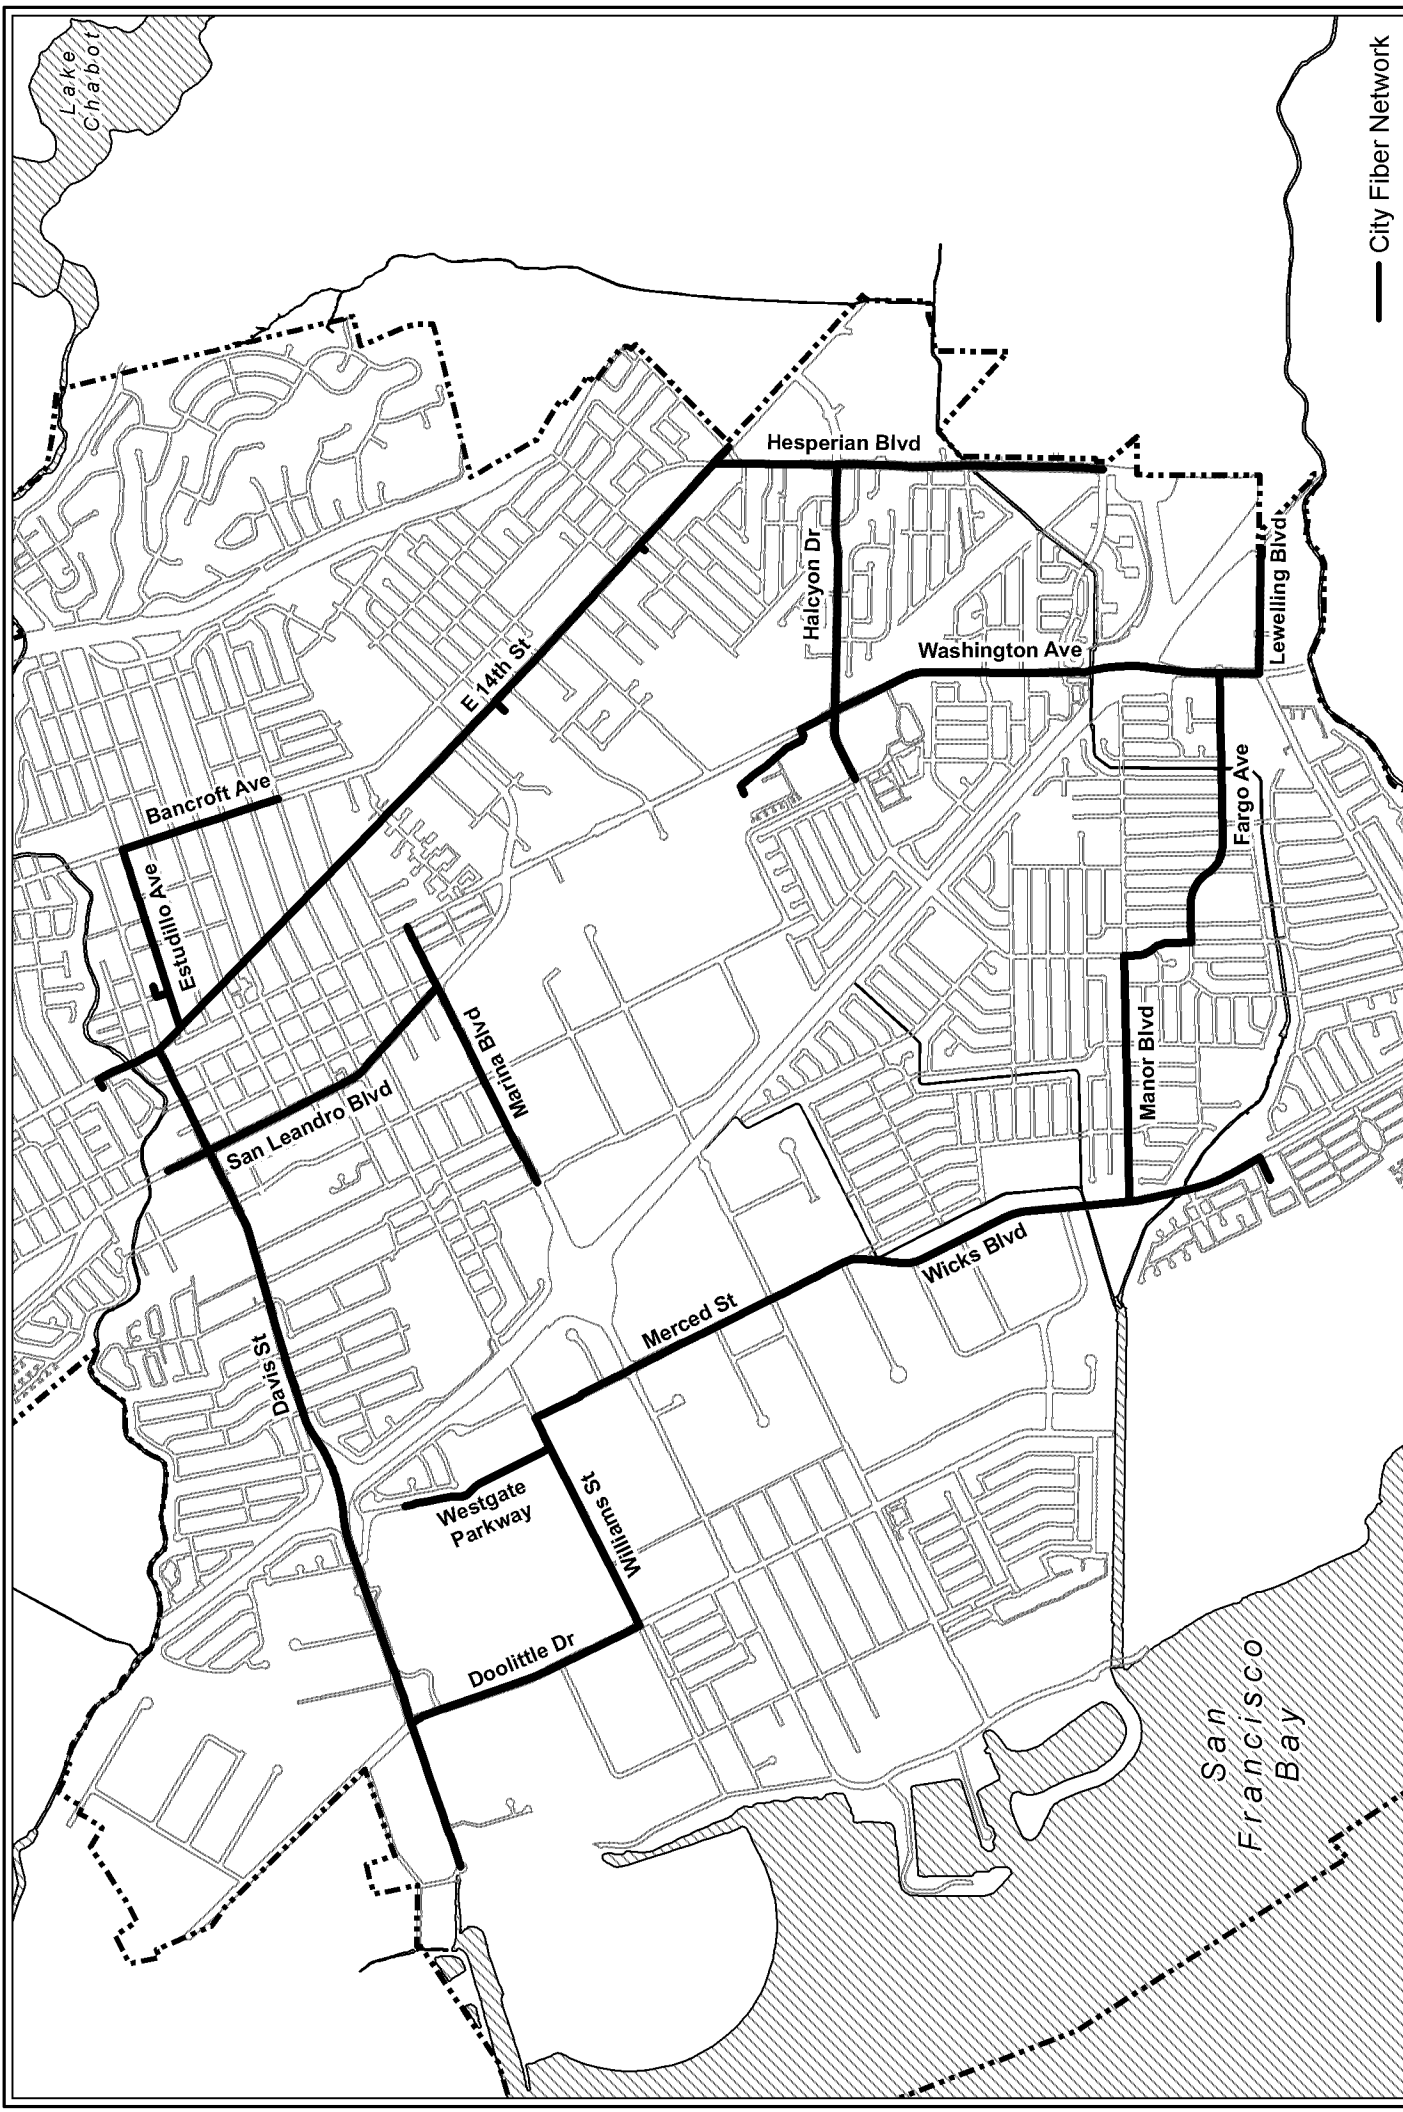 Lake
Chabot
City Fiber Network
Hesperian Blvd
Halcyon Dr
Lewelling Blvd
Washington Ave
E 14th St
Bancroft Ave
Fargo Ave
Estudillo Ave
Marina Blvd
Manor Blvd
San Leandro Blvd
Wicks Blvd
Merced St
Davis St
Westgate
Parkway
Williams St
Doolittle Dr
San
Francisco
Bay